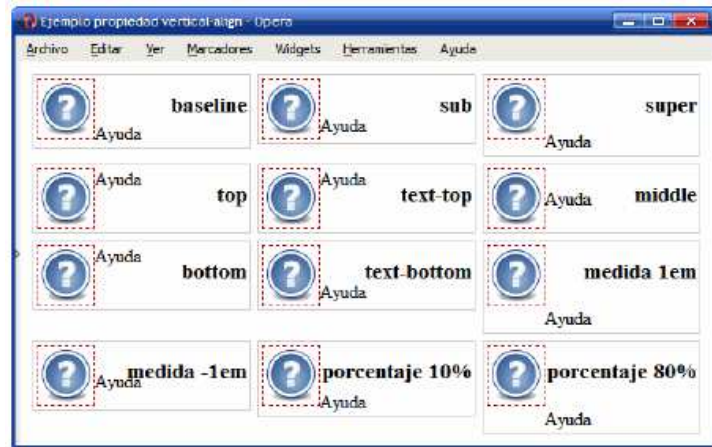 Ejemplo propiedad vertical-align - Opera
Archivo Editar Ver Marcadores Widgets Herramientas Ayuda
baseline
Ayuda
sub
Ayuda
super
Ayuda
Ayuda
top
Ayuda
text-top
Ayuda
middle
Ayuda
bottom
text-bottom
Ayuda
medida 1em
Ayuda
medida -1em
Ayuda
porcentaje 10%
Ayuda
porcentaje 80%
Ayuda